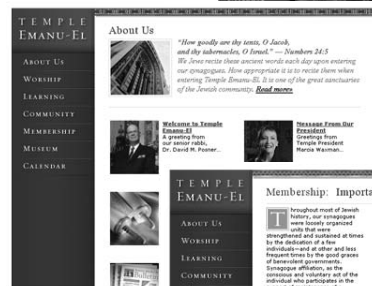 TEMPLE
EMANU-EL
ABOUT US
WORSHIP
LEARNING
COMMUNITY
MEMBERSHIP
MUSEUM
CALENDAR
About Us
"How goodly are thy tents, O Jacob,
and thy tabernacles, O Israel." — Numbers 24:5
We Jews recite these ancient words each day upon entering
our synagogues. How appropriate it is to recite them when
entering Temple Emanu-El. It is one of the great sanctuaries
of the Jewish community. Read more»
Welcome to Temple
Emanu-El
A greeting from
our senior rabbi,
Dr. David M. Posner...
Message From Our
President
Greetings from
Temple President
Marcia Waxman...
TEMPLE
EMANU-EL
ABOUT US
WORSHIP
LEARNING
COMMUNITY
Membership: Importa
Throughout most of Jewish
history, our synagogues
were loosely organized
units that were
strengthened and sustained at times
by the dedication of a few
individuals—and at other and less
frequent times by the good graces
of benevolent governments.
Synagogue affiliation, as the
conscious and voluntary act of the
individual who participates in the